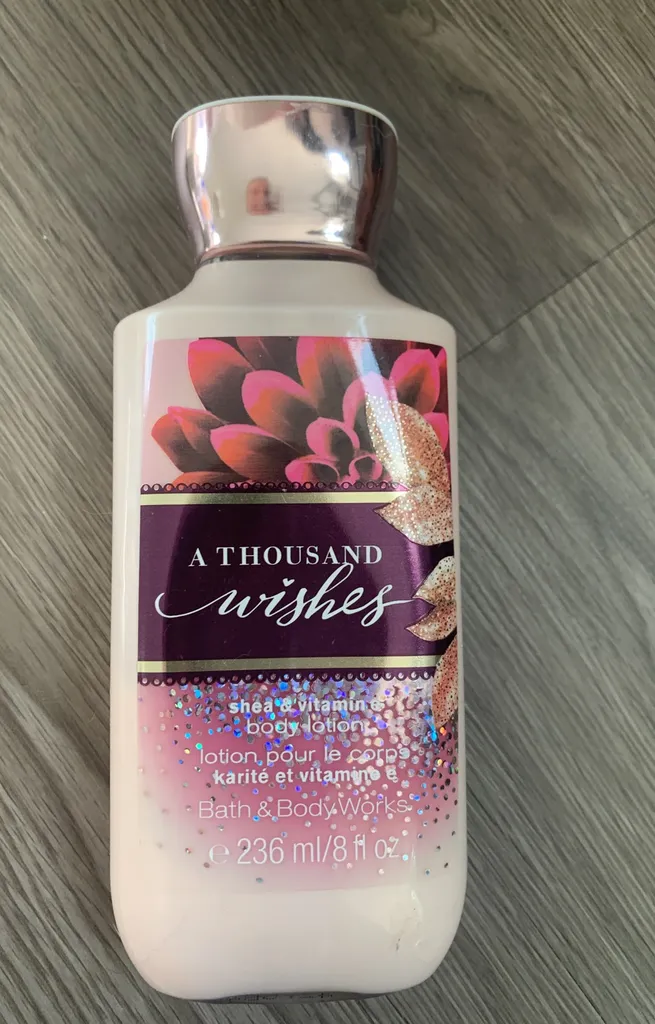 A THOUSAND
wishes
shea & vitamin e
body lotion
lotion pour le corps
karité et vitamine e
Bath & Body Works
℮ 236 ml/8 fl oz